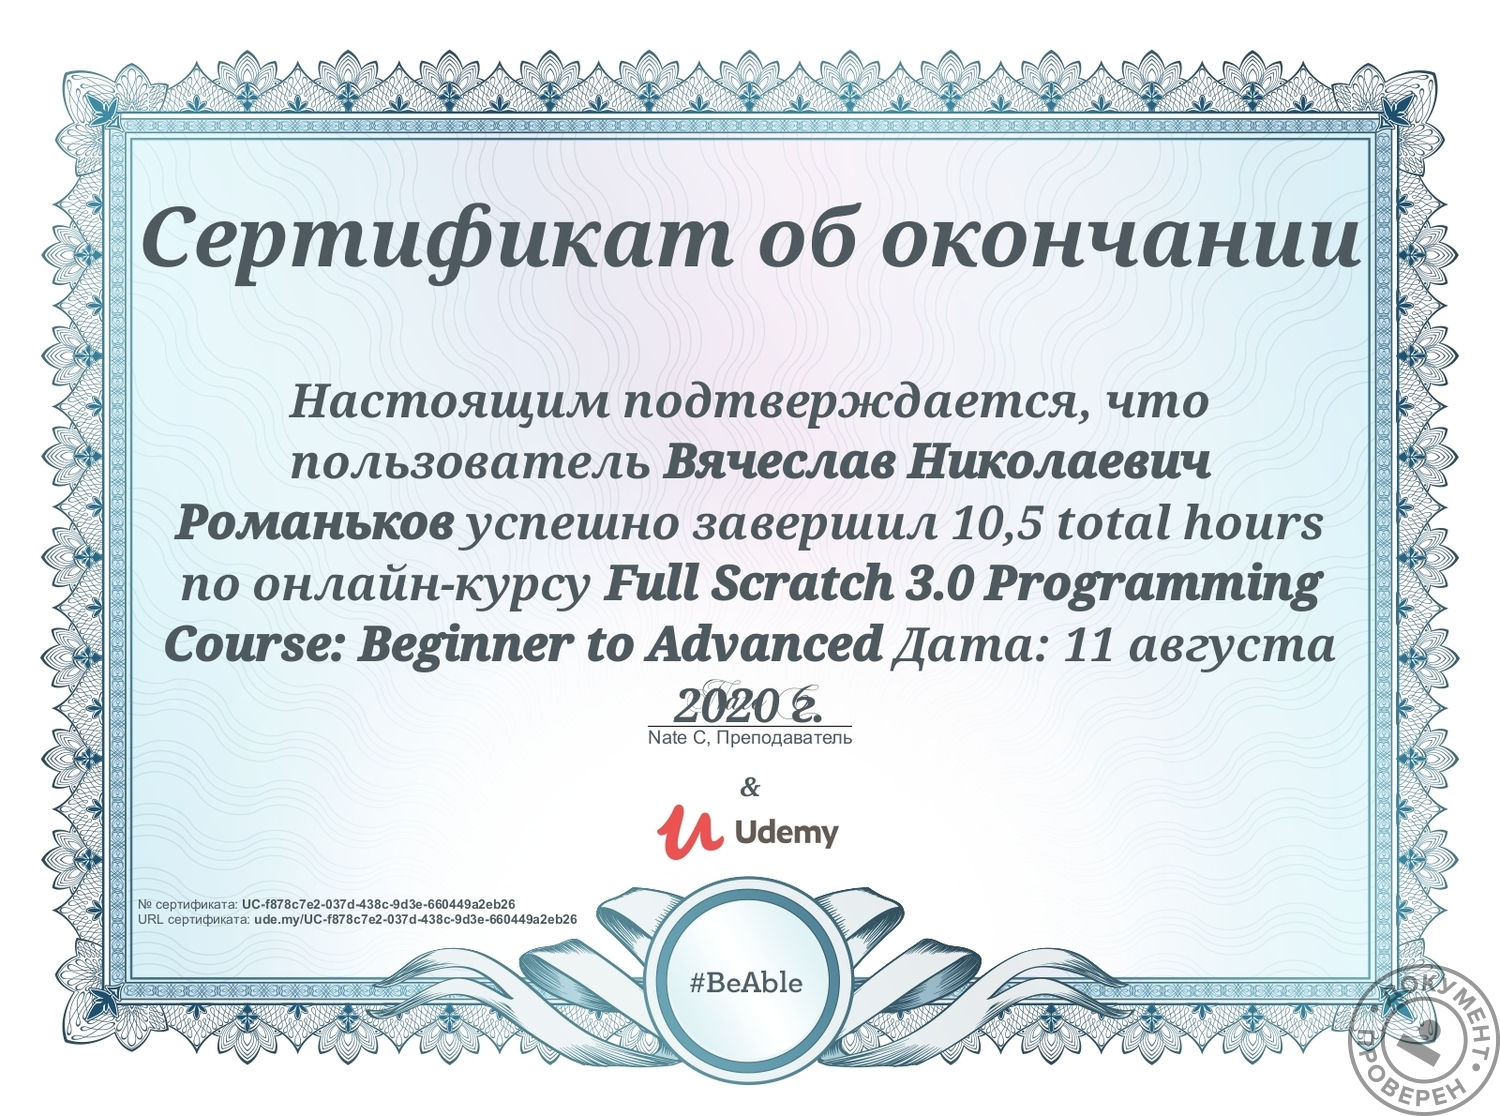 Сертификат об окончании
Настоящим подтверждается, что
пользователь Вячеслав Николаевич
Романьков успешно завершил 10,5 total hours
по онлайн-курсу Full Scratch 3.0 Programming
Course: Beginner to Advanced Дата: 11 августа
2020 г.
Nate C
Nate C, Преподаватель
&
Udemy
№ сертификата: UC-f878c7e2-037d-438c-9d3e-660449a2eb26
URL сертификата: ude.my/UC-f878c7e2-037d-438c-9d3e-660449a2eb26
#BeAble
ДОКУМЕНТ
ПРОВЕРЕН